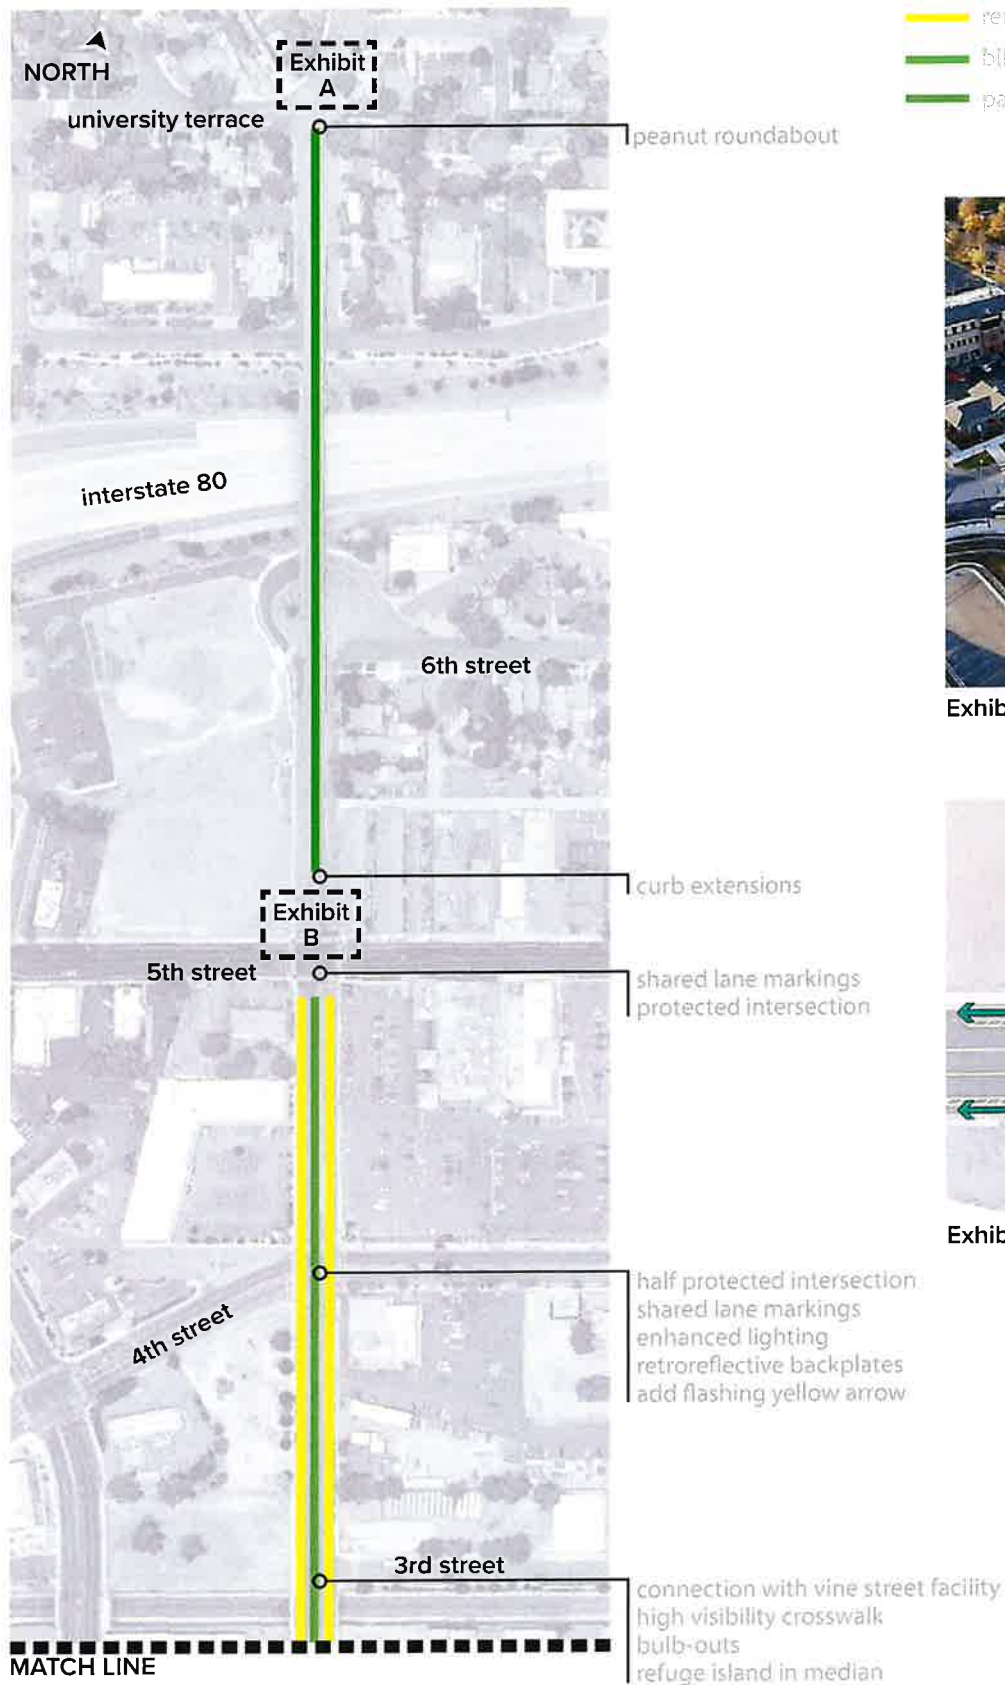 NORTH
Exhibit
A
university terrace
peanut roundabout
interstate 80
6th street
curb extensions
Exhibit
B
5th street
shared lane markings
protected intersection
half protected intersection
shared lane markings
enhanced lighting
retroreflective backplates
add flashing yellow arrow
4th street
3rd street
connection with vine street facility
high visibility crosswalk
bulb-outs
refuge island in median
MATCH LINE